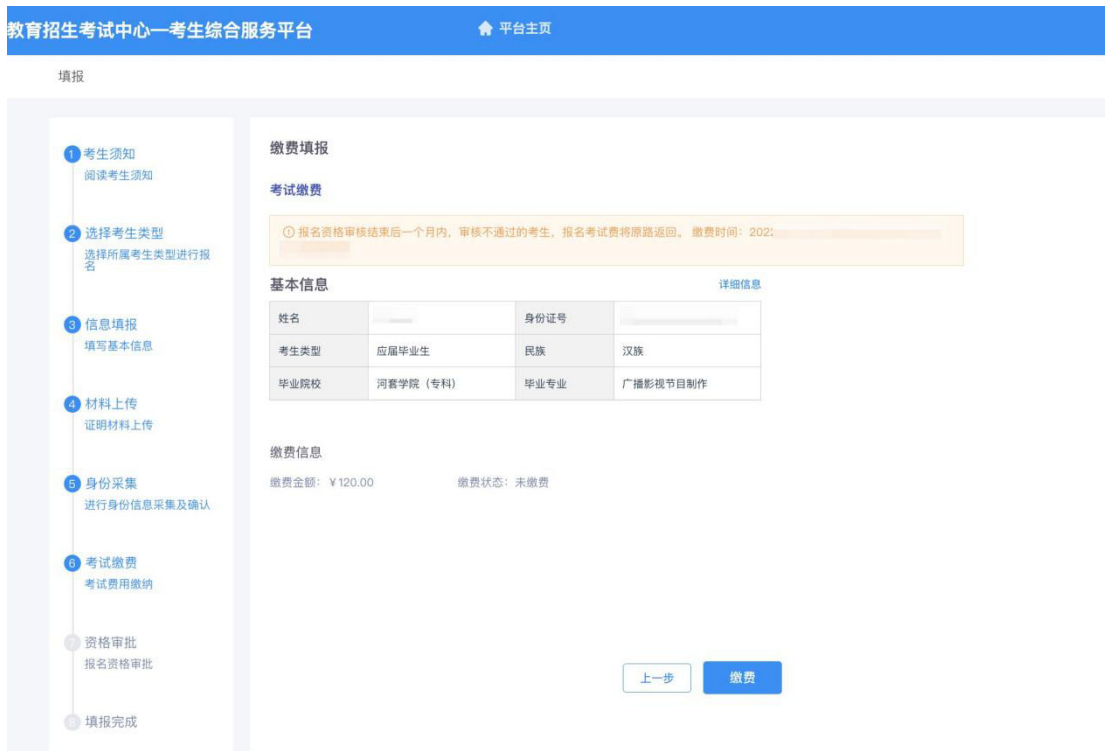 教育招生考试中心—考生综合服务平台 平台主页
填报
1 考生须知
阅读考生须知
2 选择考生类型
选择所属考生类型进行报
名
3 信息填报
填写基本信息
4 材料上传
证明材料上传
5 身份采集
进行身份信息采集及确认
6 考试缴费
考试费用缴纳
7 资格审批
报名资格审批
8 填报完成
缴费填报
考试缴费
报名资格审核结束后一个月内，审核不通过的考生，报名考试费将原路返回。 缴费时间：202
基本信息 详细信息
姓名 身份证号
考生类型 应届毕业生 民族 汉族
毕业院校 河套学院（专科） 毕业专业 广播影视节目制作
缴费信息
缴费金额：¥120.00 缴费状态：未缴费
上一步 缴费